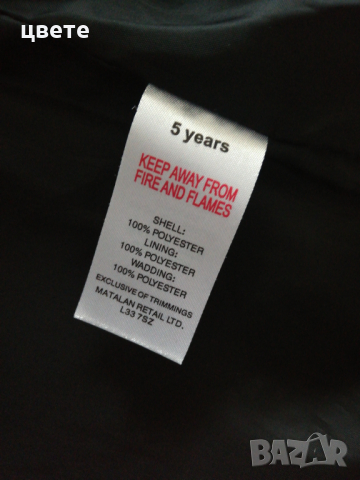 цвете
5 years
KEEP AWAY FROM
FIRE AND FLAMES
SHELL:
100% POLYESTER
LINING:
100% POLYESTER
WADDING:
100% POLYESTER
EXCLUSIVE OF TRIMMINGS
MATALAN RETAIL LTD.
L33 7SZ
BAZAR